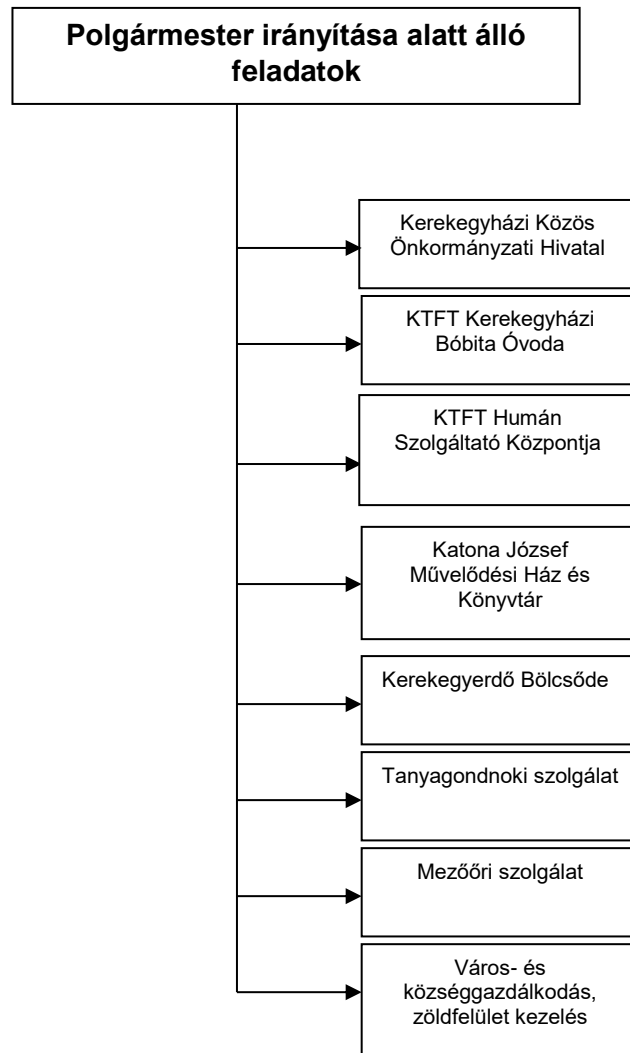 Polgármester irányítása alatt álló
feladatok
Kerekegyházi Közös
Önkormányzati Hivatal
KTFT Kerekegyházi
Bóbita Óvoda
KTFT Humán
Szolgáltató Központja
Katona József
Művelődési Ház és
Könyvtár
Kerekegyerdő Bölcsőde
Tanyagondnoki szolgálat
Mezőőri szolgálat
Város- és
községgazdálkodás,
zöldfelület kezelés